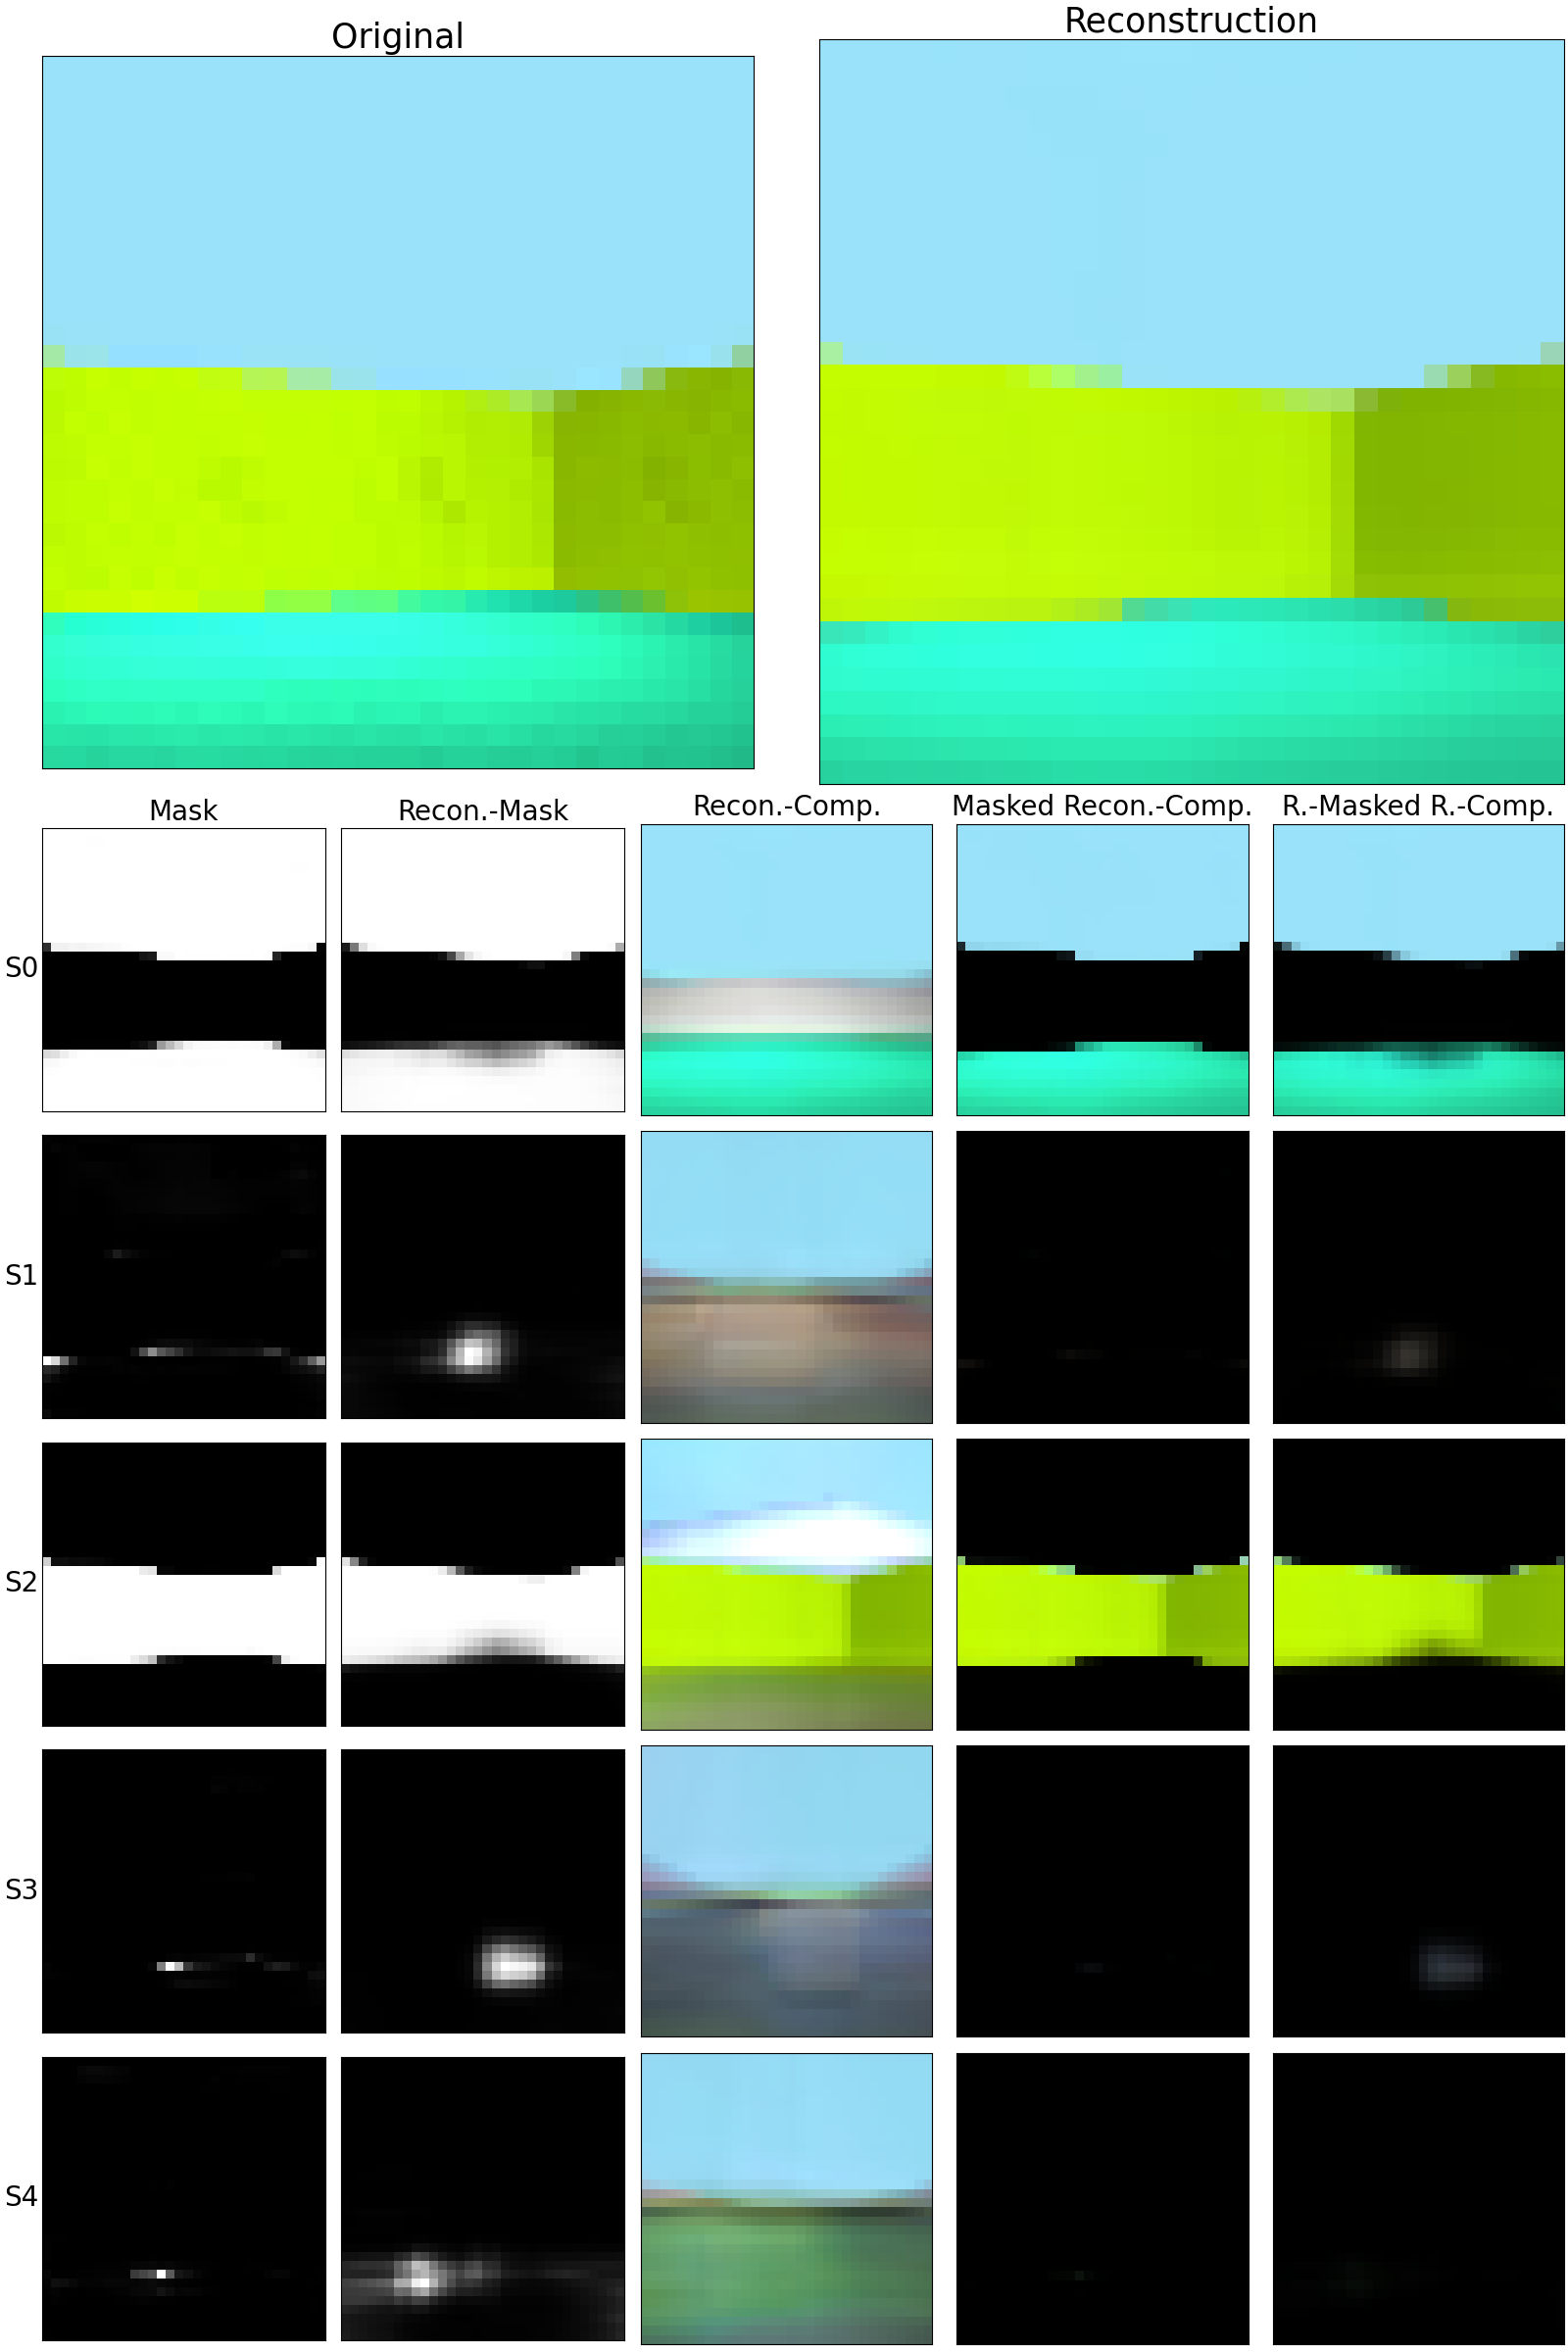 Original
Reconstruction
Mask
Recon.-Mask
Recon.-Comp.
Masked Recon.-Comp.
R.-Masked R.-Comp.
S0
S1
S2
S3
S4